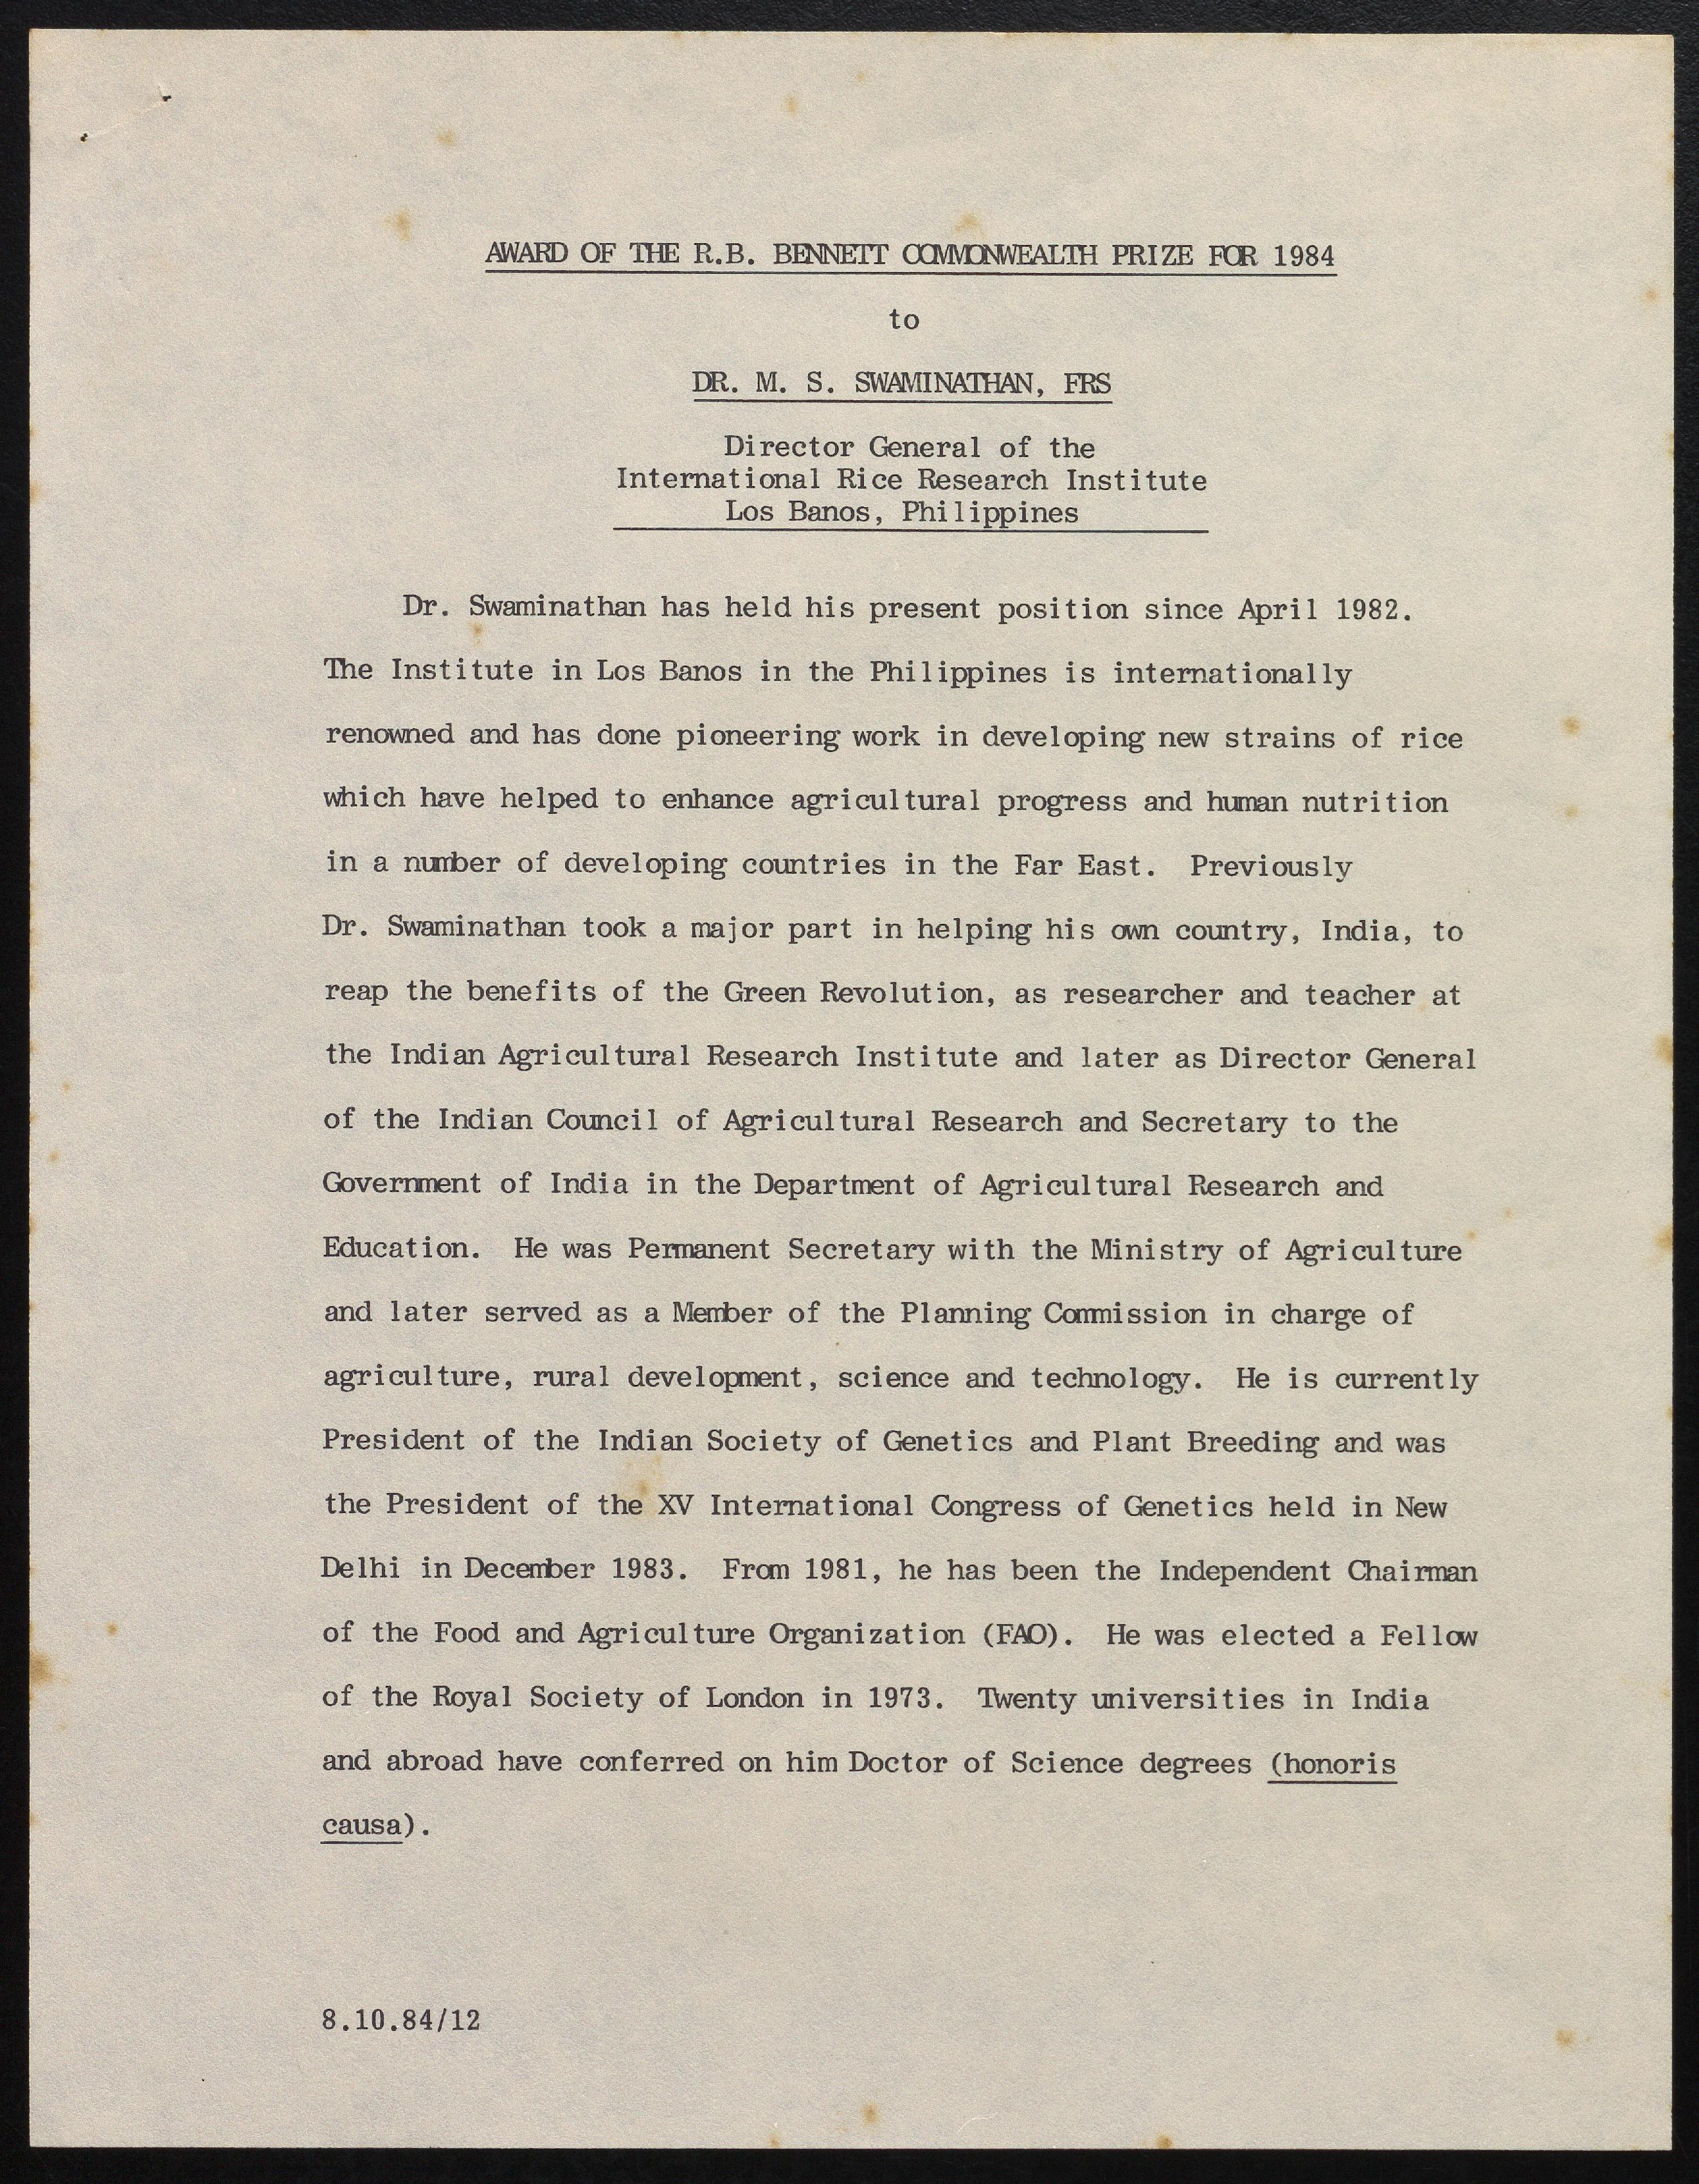 AWARD OF THE R.B. BENNETT COMMONWEALTH PRIZE FOR 1984
to
DR. M. S. SWAMINATHAN, FRS
Director General of the
International Rice Research Institute
Los Banos, Philippines
Dr. Swaminathan has held his present position since April 1982.
The Institute in Los Banos in the Philippines is internationally
renowned and has done pioneering work in developing new strains of rice
which have helped to enhance agricultural progress and human nutrition
in a number of developing countries in the Far East. Previously
Dr. Swaminathan took a major part in helping his own country, India, to
reap the benefits of the Green Revolution, as researcher and teacher at
the Indian Agricultural Research Institute and later as Director General
of the Indian Council of Agricultural Research and Secretary to the
Government of India in the Department of Agricultural Research and
Education. He was Permanent Secretary with the Ministry of Agriculture
and later served as a Member of the Planning Commission in charge of
agriculture, rural development, science and technology. He is currently
President of the Indian Society of Genetics and Plant Breeding and was
the President of the XV International Congress of Genetics held in New
Delhi in December 1983. From 1981, he has been the Independent Chairman
of the Food and Agriculture Organization (FAO). He was elected a Fellow
of the Royal Society of London in 1973. Twenty universities in India
and abroad have conferred on him Doctor of Science degrees (honoris
causa).
8.10.84/12